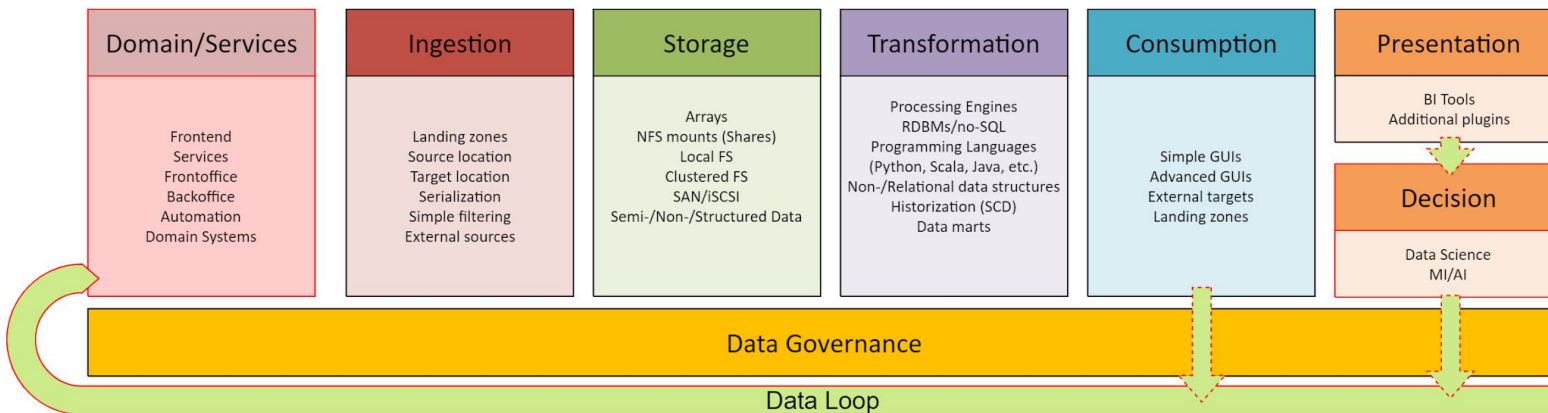 Domain/Services
Frontend
Services
Frontoffice
Backoffice
Automation
Domain Systems
Ingestion
Landing zones
Source location
Target location
Serialization
Simple filtering
External sources
Storage
Arrays
NFS mounts (Shares)
Local FS
Clustered FS
SAN/iSCSI
Semi-/Non-/Structured Data
Transformation
Processing Engines
RDBMs/no-SQL
Programming Languages
(Python, Scala, Java, etc.)
Non-/Relational data structures
Historization (SCD)
Data marts
Consumption
Simple GUIs
Advanced GUIs
External targets
Landing zones
Presentation
BI Tools
Additional plugins
Decision
Data Science
MI/AI
Data Governance
Data Loop